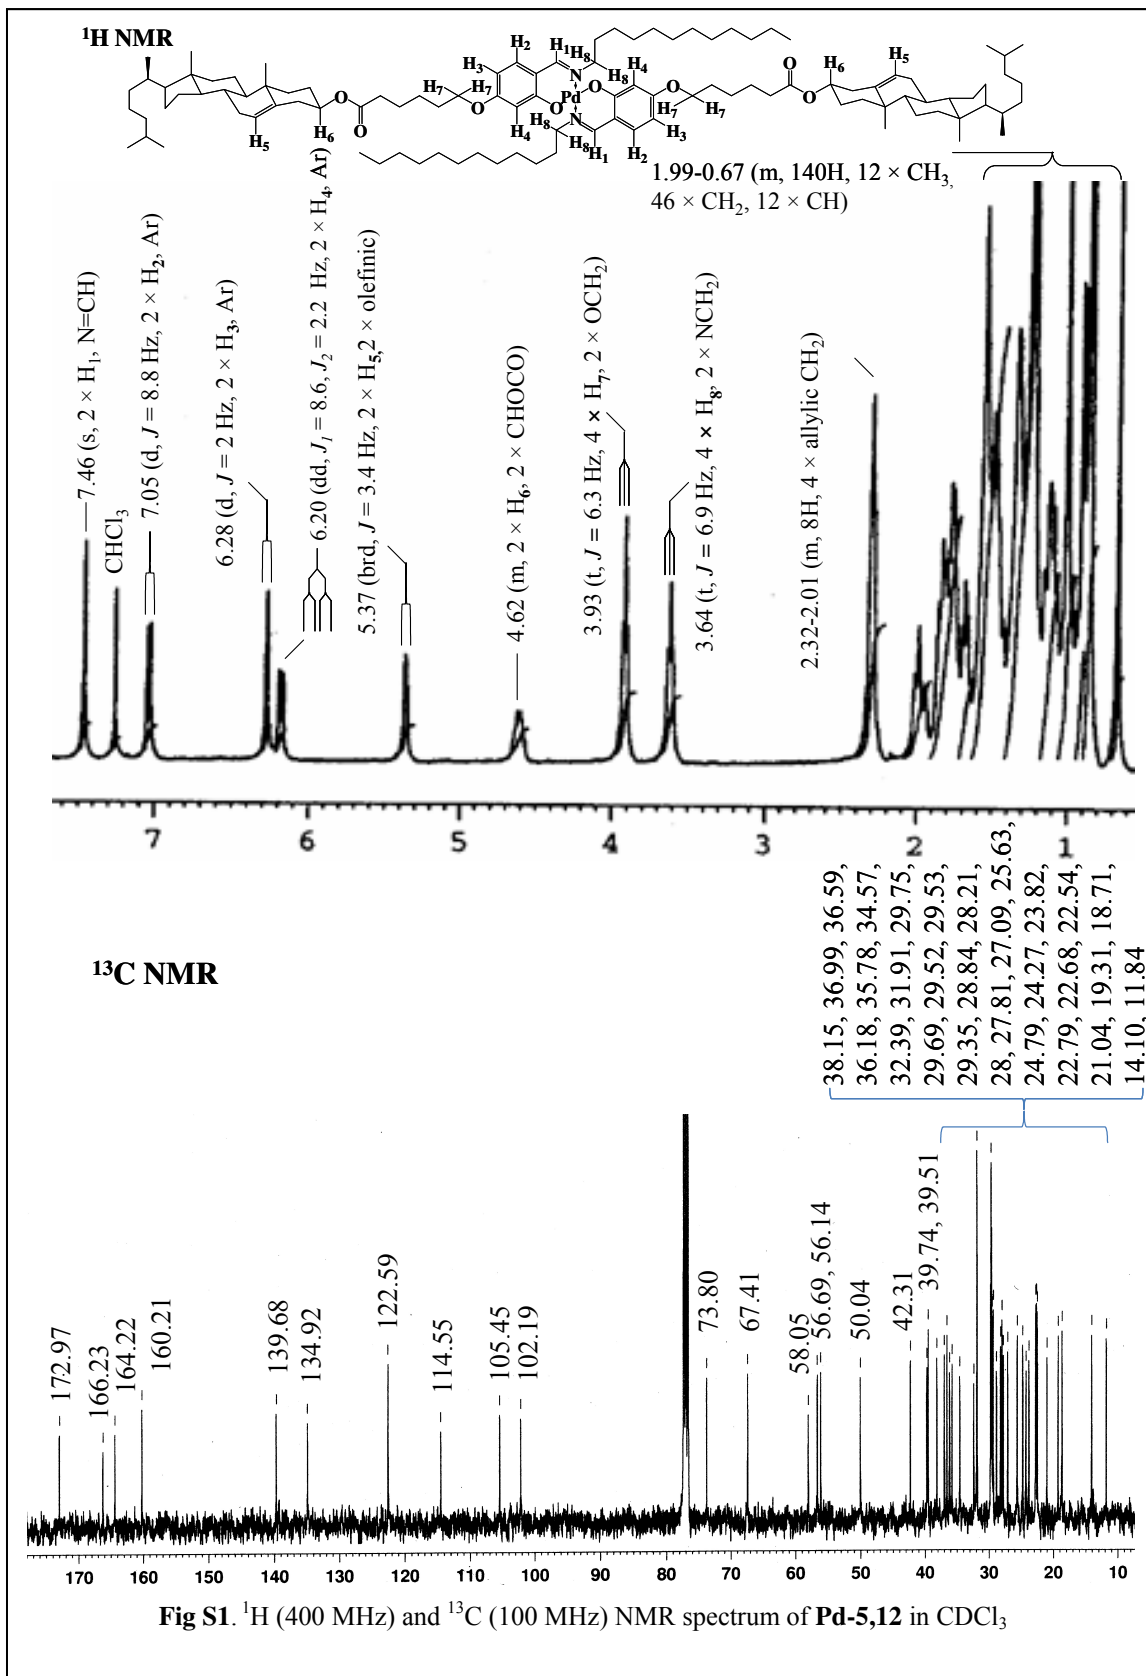 ¹H NMR
H₂
H₁
H₈
H₃
H₈
H₄
H₅
H₆
H₇
H₇
N
O
O
O
O
Pd
O
O
O
O
H₇
H₇
H₅
H₆
H₄
H₈
N
H₈
H₁
H₂
H₃
1.99-0.67 (m, 140H, 12 × CH₃,
46 × CH₂, 12 × CH)
7.46 (s, 2 × H₁, N=CH)
CHCl₃
7.05 (d, J = 8.8 Hz, 2 × H₂, Ar)
6.28 (d, J = 2 Hz, 2 × H₃, Ar)
6.20 (dd, J₁ = 8.6, J₂ = 2.2 Hz, 2 × H₄, Ar)
5.37 (brd, J = 3.4 Hz, 2 × H₅, 2 × olefinic)
4.62 (m, 2 × H₆, 2 × CHOCO)
3.93 (t, J = 6.3 Hz, 4 × H₇, 2 × OCH₂)
3.64 (t, J = 6.9 Hz, 4 × H₈, 2 × NCH₂)
2.32-2.01 (m, 8H, 4 × allylic CH₂)
7 6 5 4 3 2 1
¹³C NMR
38.15, 36.99, 36.59,
36.18, 35.78, 34.57,
32.39, 31.91, 29.75,
29.69, 29.52, 29.53,
29.35, 28.84, 28.21,
28, 27.81, 27.09, 25.63,
24.79, 24.27, 23.82,
22.79, 22.68, 22.54,
21.04, 19.31, 18.71,
14.10, 11.84
172.97
166.23
164.22
160.21
139.68
134.92
122.59
114.55
105.45
102.19
73.80
67.41
58.05
56.69, 56.14
50.04
42.31
39.74, 39.51
170 160 150 140 130 120 110 100 90 80 70 60 50 40 30 20 10
Fig S1. ¹H (400 MHz) and ¹³C (100 MHz) NMR spectrum of Pd-5,12 in CDCl₃